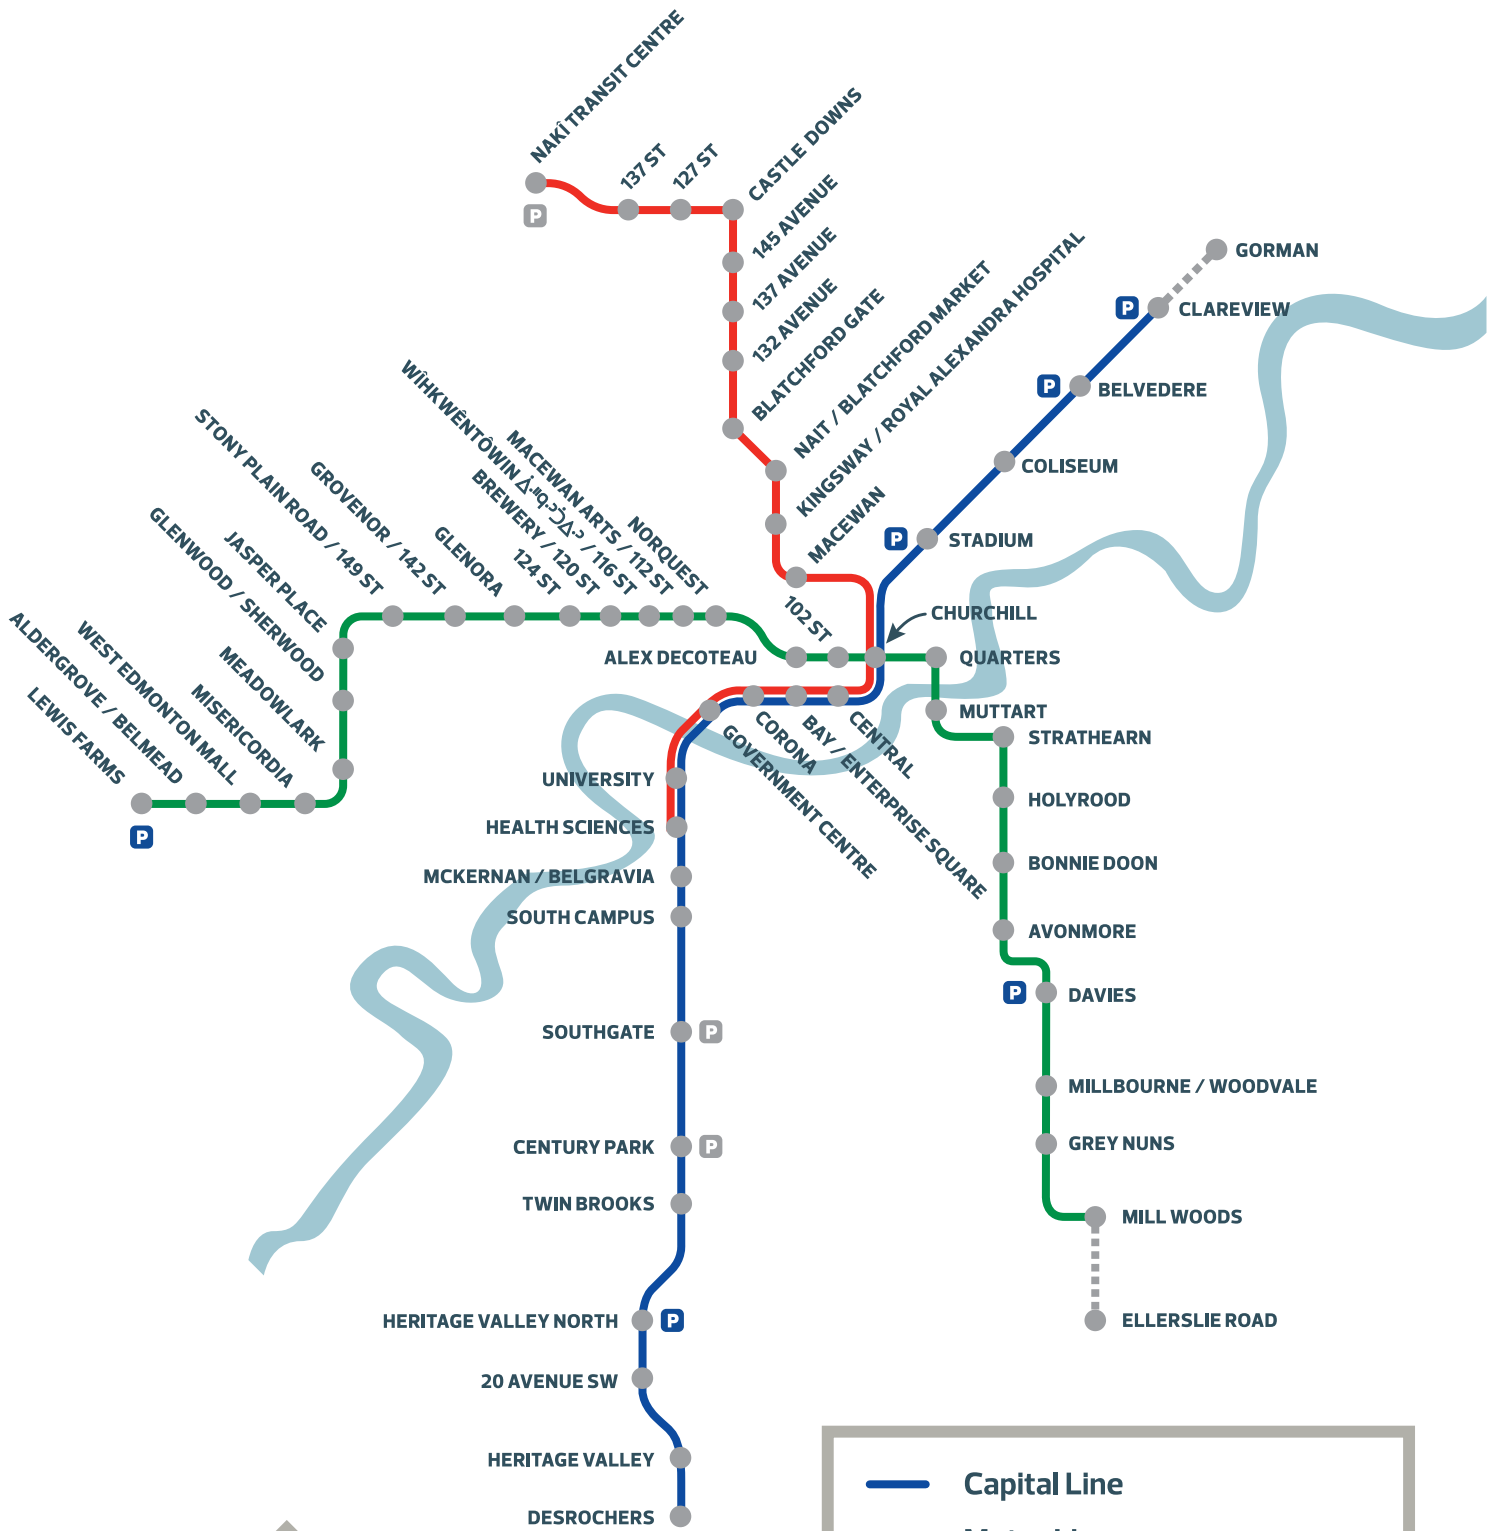 NAKÎ TRANSIT CENTRE
P
137 ST
127 ST
CASTLE DOWNS
145 AVENUE
137 AVENUE
132 AVENUE
BLATCHFORD GATE
NAIT / BLATCHFORD MARKET
KINGSWAY / ROYAL ALEXANDRA HOSPITAL
MACEWAN
GORMAN
P
CLAREVIEW
P
BELVEDERE
COLISEUM
P
STADIUM
CHURCHILL
LEWIS FARMS
P
ALDERGROVE / BELMEAD
WEST EDMONTON MALL
MISERICORDIA
MEADOWLARK
GLENWOOD / SHERWOOD
JASPER PLACE
STONY PLAIN ROAD / 149 ST
GROVENOR / 142 ST
GLENORA
124 ST
BREWERY / 120 ST
WÎHKWÊNTÔWIN ᐑᐦᑫᐧᐣᑑᐏᐣ / 116 ST
MACEWAN ARTS / 112 ST
NORQUEST
ALEX DECOTEAU
102 ST
QUARTERS
MUTTART
STRATHEARN
HOLYROOD
BONNIE DOON
AVONMORE
P
DAVIES
MILLBOURNE / WOODVALE
GREY NUNS
MILL WOODS
ELLERSLIE ROAD
CENTRAL
BAY / ENTERPRISE SQUARE
CORONA
GOVERNMENT CENTRE
UNIVERSITY
HEALTH SCIENCES
MCKERNAN / BELGRAVIA
SOUTH CAMPUS
SOUTHGATE
P
CENTURY PARK
P
TWIN BROOKS
HERITAGE VALLEY NORTH
P
20 AVENUE SW
HERITAGE VALLEY
DESROCHERS
Capital Line